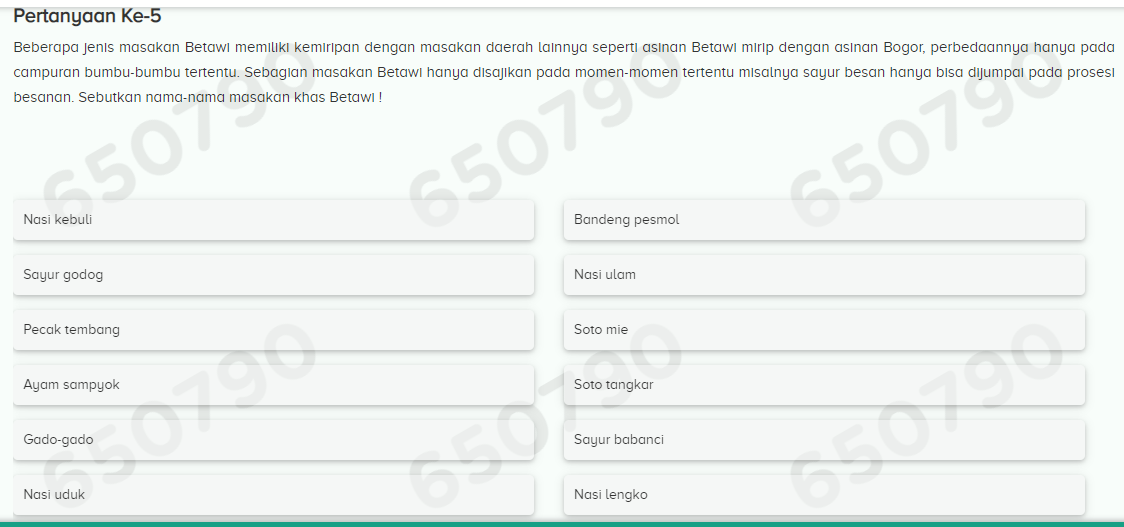 Pertanyaan Ke-5
Beberapa jenis masakan Betawi memiliki kemiripan dengan masakan daerah lainnya seperti asinan Betawi mirip dengan asinan Bogor, perbedaannya hanya pada
campuran bumbu-bumbu tertentu. Sebagian masakan Betawi hanya disajikan pada momen-momen tertentu misalnya sayur besan hanya bisa dijumpai pada prosesi
besanan. Sebutkan nama-nama masakan khas Betawi !
650790 650790 650790
Nasi kebuli
Bandeng pesmol
Sayur godog
Nasi ulam
Pecak tembang
Soto mie
Ayam sampyok
Soto tangkar
Gado-gado
Sayur babanci
650790 650790 650790
Nasi uduk
Nasi lengko